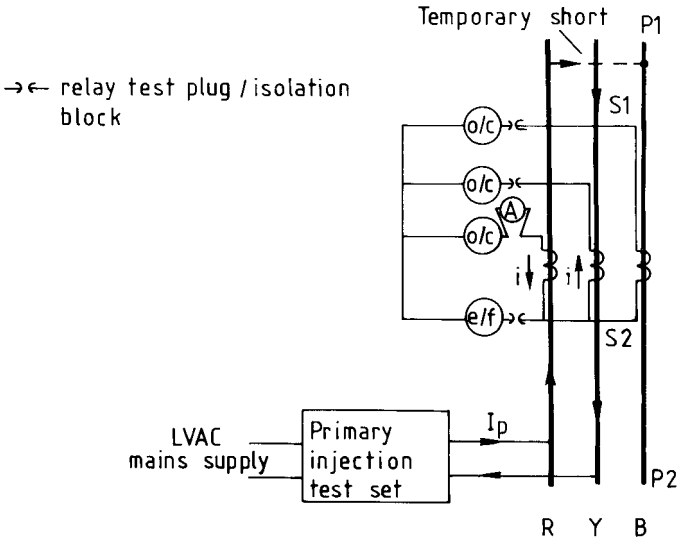 Temporary short
P1
→>← relay test plug / isolation
block
S1
o/c
o/c
A
o/c
i
i
e/f
S2
LVAC
mains supply
Primary
injection
test set
Ip
P2
R Y B